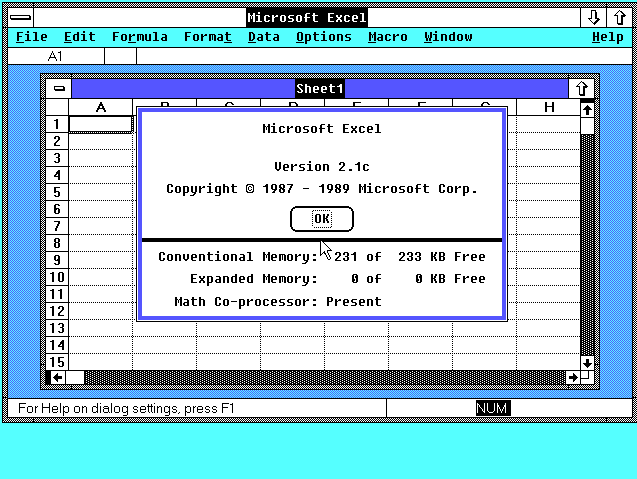 Microsoft Excel
File Edit Formula Format Data Options Macro Window Help
A1
Sheet1
A H
1
2
3
4
5
6
7
8
9
10
11
12
13
14
15
Microsoft Excel
Version 2.1c
Copyright © 1987 - 1989 Microsoft Corp.
OK
Conventional Memory: 231 of 233 KB Free
Expanded Memory: 0 of 0 KB Free
Math Co-processor: Present
For Help on dialog settings, press F1 NUM